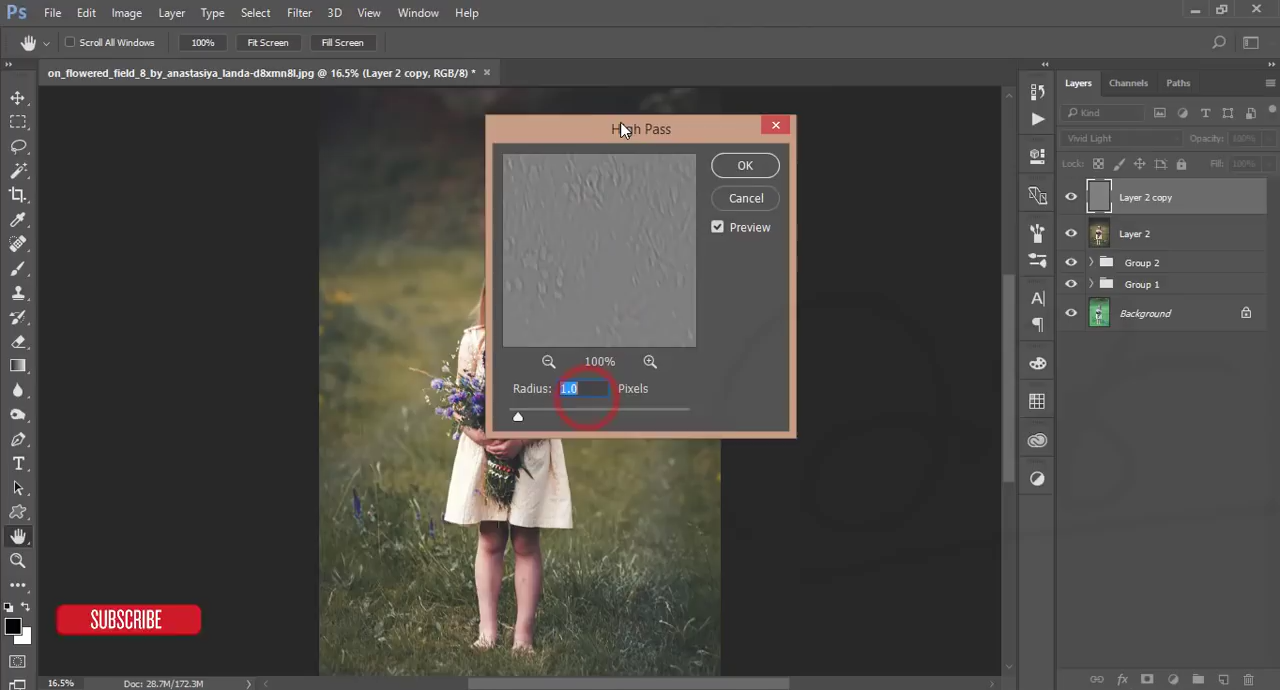 Ps File Edit Image Layer Type Select Filter 3D View Window Help
Scroll All Windows 100% Fit Screen Fill Screen
on_flowered_field_8_by_anastasiya_landa-d8xmn8l.jpg @ 16.5% (Layer 2 copy, RGB/8) *
Layers Channels Paths
Kind
Vivid Light Opacity: 100%
Lock: Fill: 100%
Layer 2 copy
Layer 2
Group 2
Group 1
Background
High Pass
OK
Cancel
Preview
100%
Radius: 1.0 Pixels
SUBSCRIBE
16.5% Doc: 28.7M/172.3M